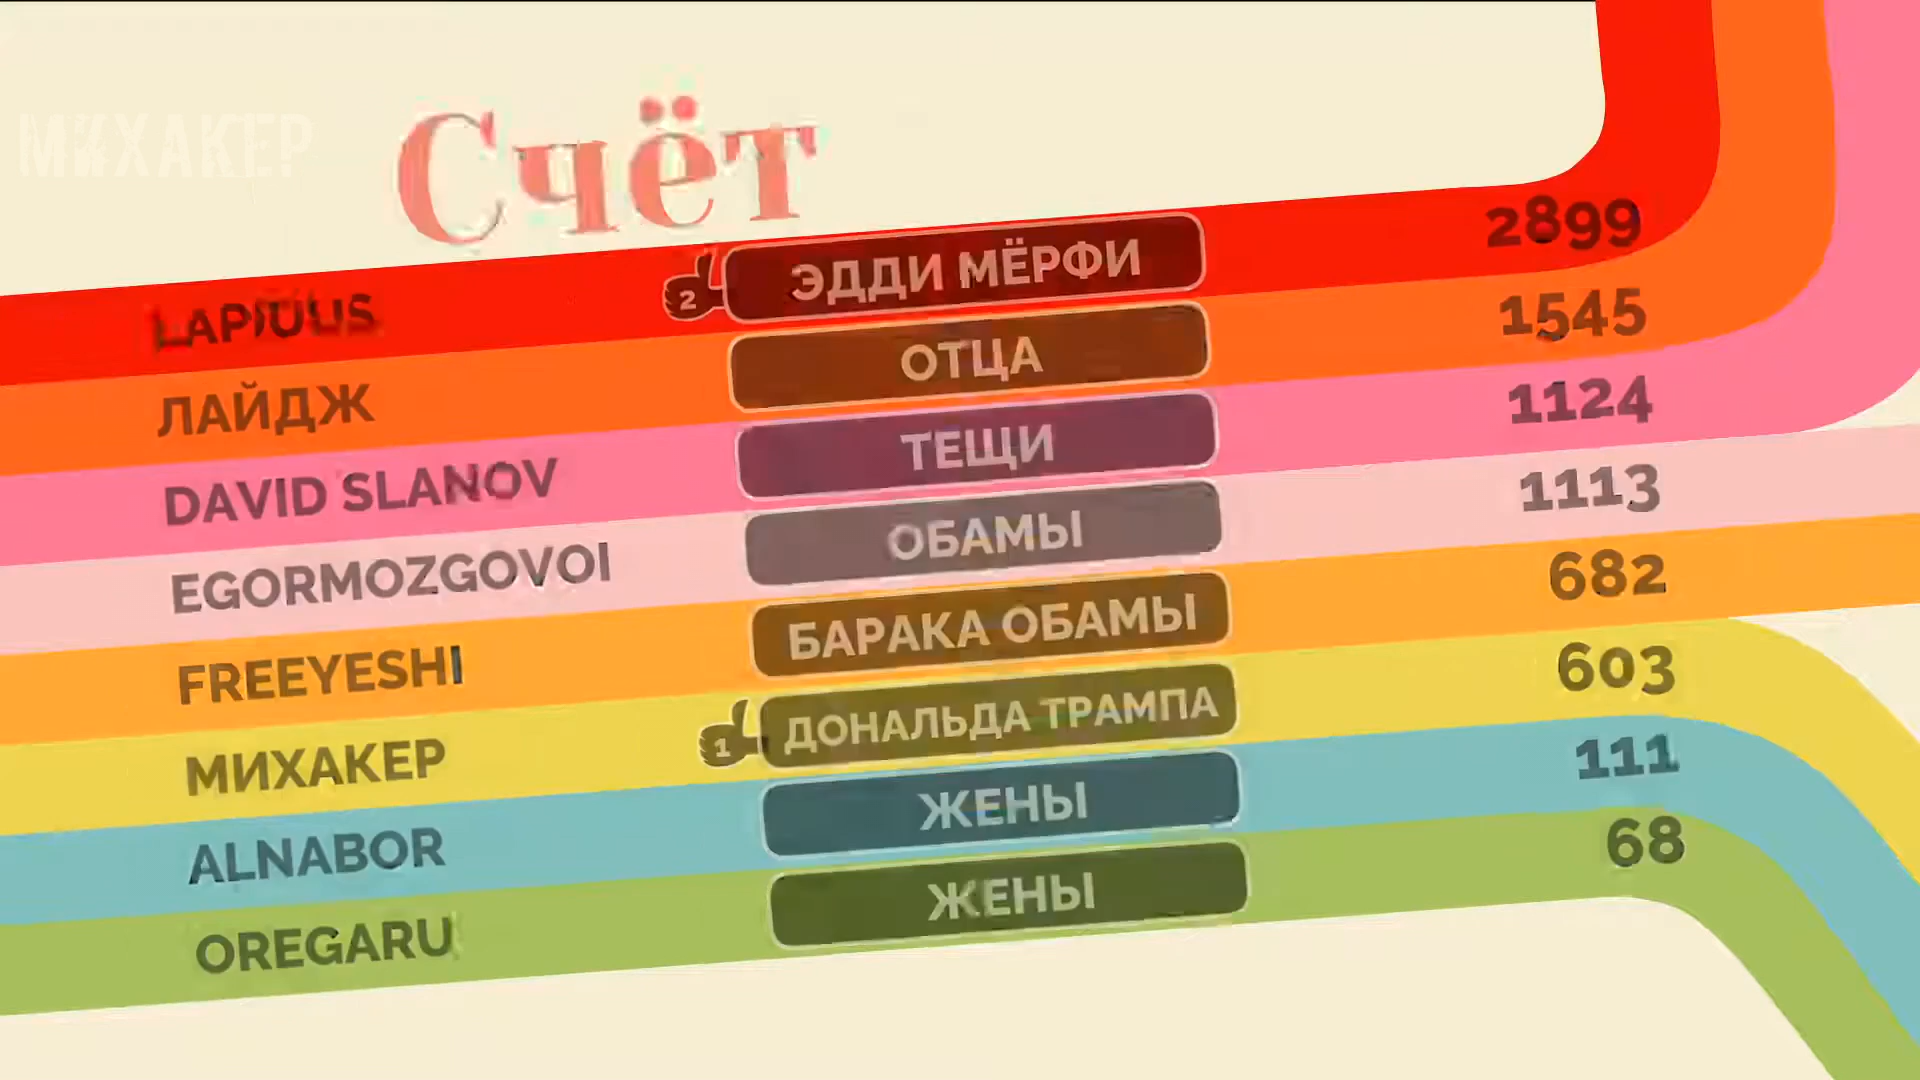 МИХАКЕР
Счёт
LAPIOUS 2 ЭДДИ МЁРФИ 2899
ЛАЙДЖ ОТЦА 1545
DAVID SLANOV ТЕЩИ 1124
EGORMOZGOVOI ОБАМЫ 1113
FREEYESHI БАРАКА ОБАМЫ 682
МИХАКЕР 1 ДОНАЛЬДА ТРАМПА 603
ALNABOR ЖЕНЫ 111
OREGARU ЖЕНЫ 68